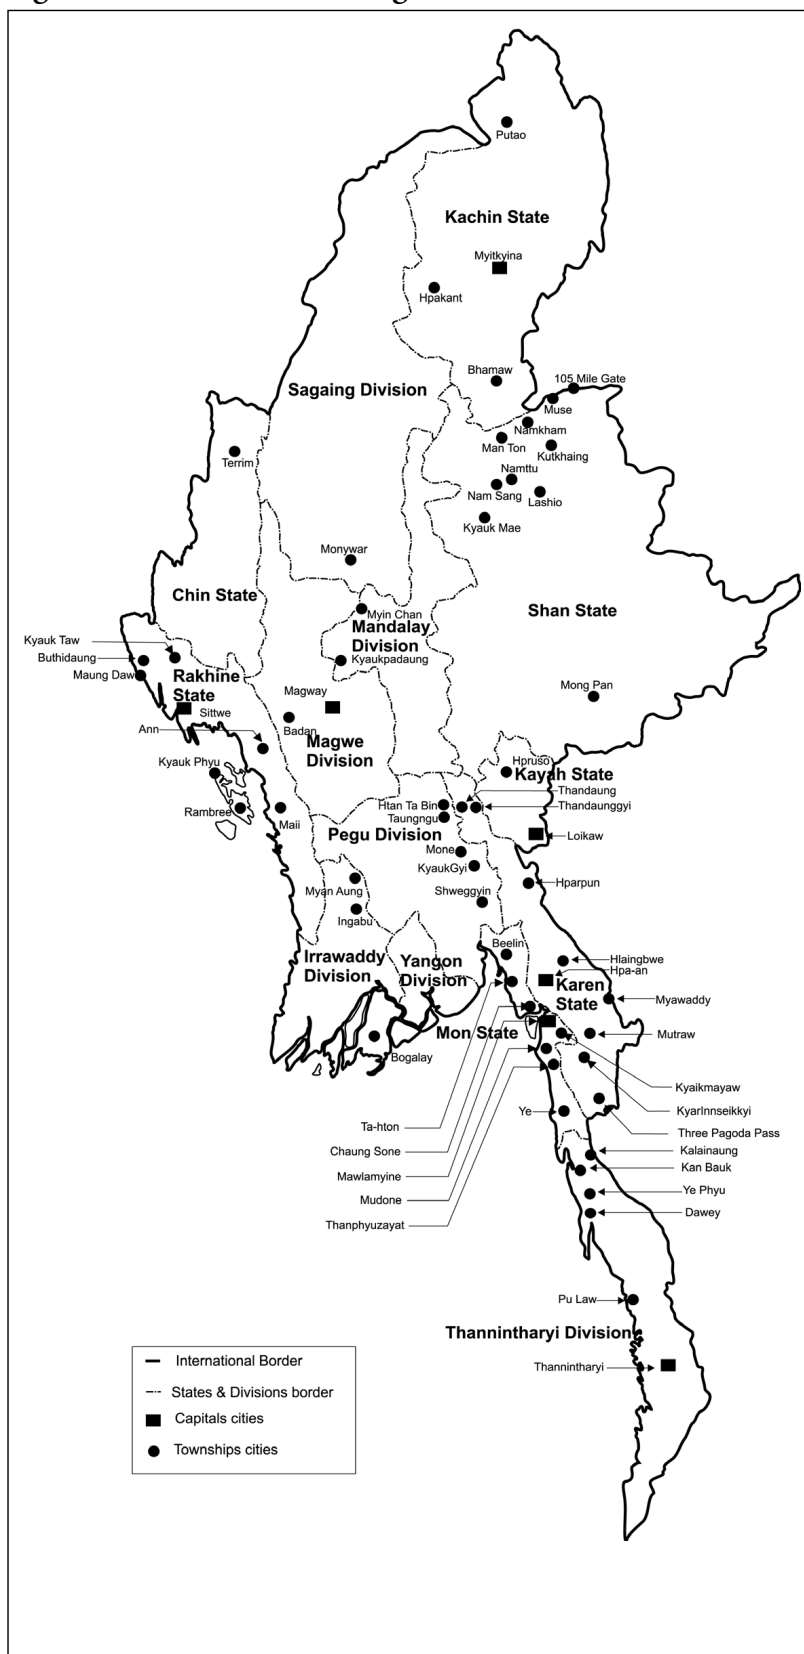 Putao
Kachin State
Myitkyina
Hpakant
Bhamaw
105 Mile Gate
Sagaing Division
Muse
Namkham
Man Ton
Kutkhaing
Terrim
Namttu
Nam Sang
Lashio
Kyauk Mae
Monywar
Chin State
Myin Chan
Shan State
Mandalay
Division
Kyauk Taw
Buthidaung
Kyaukpadaung
Maung Daw
Rakhine
State
Mong Pan
Magway
Sittwe
Badan
Ann
Magwe
Division
Hpruso
Kyauk Phyu
Kayah State
Thandaung
Htan Ta Bin
Thandaunggyi
Rambree
Maii
Taungngu
Pegu Division
Loikaw
Mone
KyaukGyi
Hparpun
Myan Aung
Shweggyin
Ingabu
Beelin
Irrawaddy
Division
Yangon
Division
Hlaingbwe
Hpa-an
Karen
State
Myawaddy
Mon State
Mutraw
Bogalay
Kyaikmayaw
Ye
KyarInnseikkyi
Ta-hton
Three Pagoda Pass
Chaung Sone
Kalainaung
Kan Bauk
Mawlamyine
Ye Phyu
Mudone
Dawey
Thanphyuzayat
Pu Law
Thannintharyi Division
Thannintharyi
International Border
States & Divisions border
Capitals cities
Townships cities